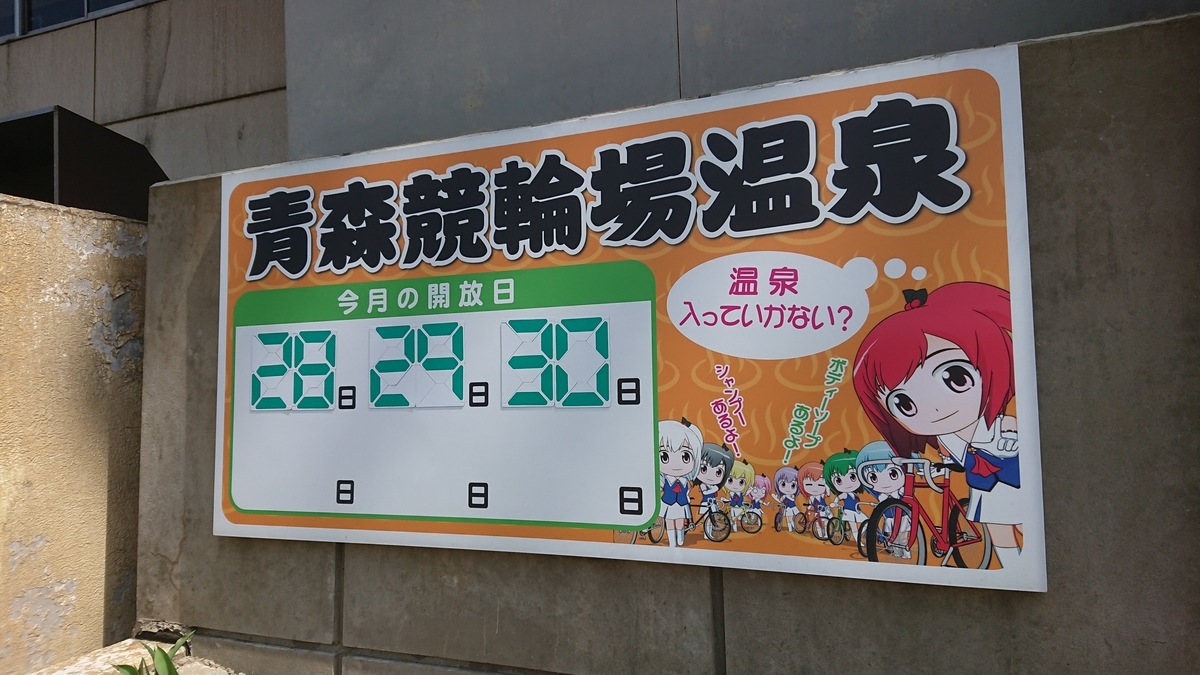 青森競輪場温泉
今月の開放日
28日 29日 30日
日 日 日
温泉
入っていかない?
シャンプー
あるよ!
ボディーソープ
あるよ!